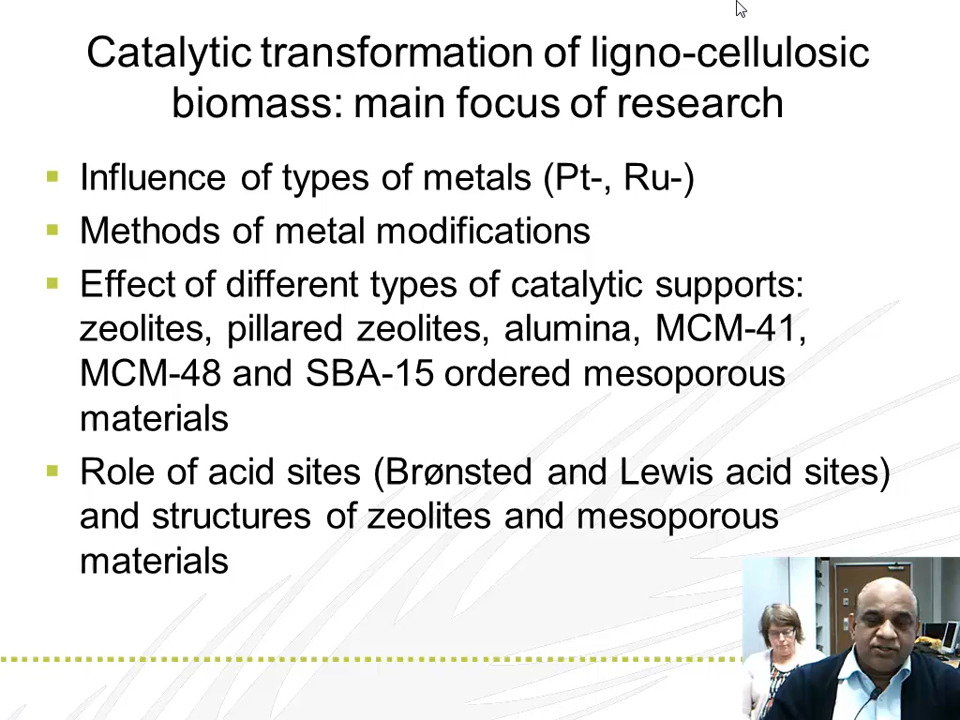 Catalytic transformation of ligno-cellulosic
biomass: main focus of research
Influence of types of metals (Pt-, Ru-)
Methods of metal modifications
Effect of different types of catalytic supports:
zeolites, pillared zeolites, alumina, MCM-41,
MCM-48 and SBA-15 ordered mesoporous
materials
Role of acid sites (Brønsted and Lewis acid sites)
and structures of zeolites and mesoporous
materials